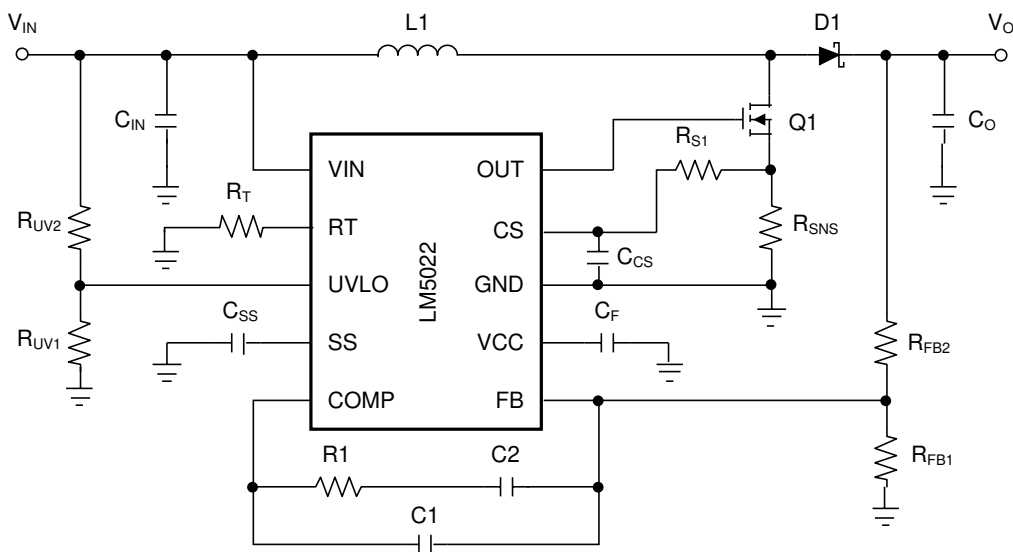 VIN
L1
D1
VO
CIN
Q1
CO
RS1
VIN
OUT
RT
RT
CS
RSNS
RUV2
CCS
LM5022
UVLO
GND
CSS
CF
RUV1
SS
VCC
RFB2
COMP
FB
R1
C2
RFB1
C1